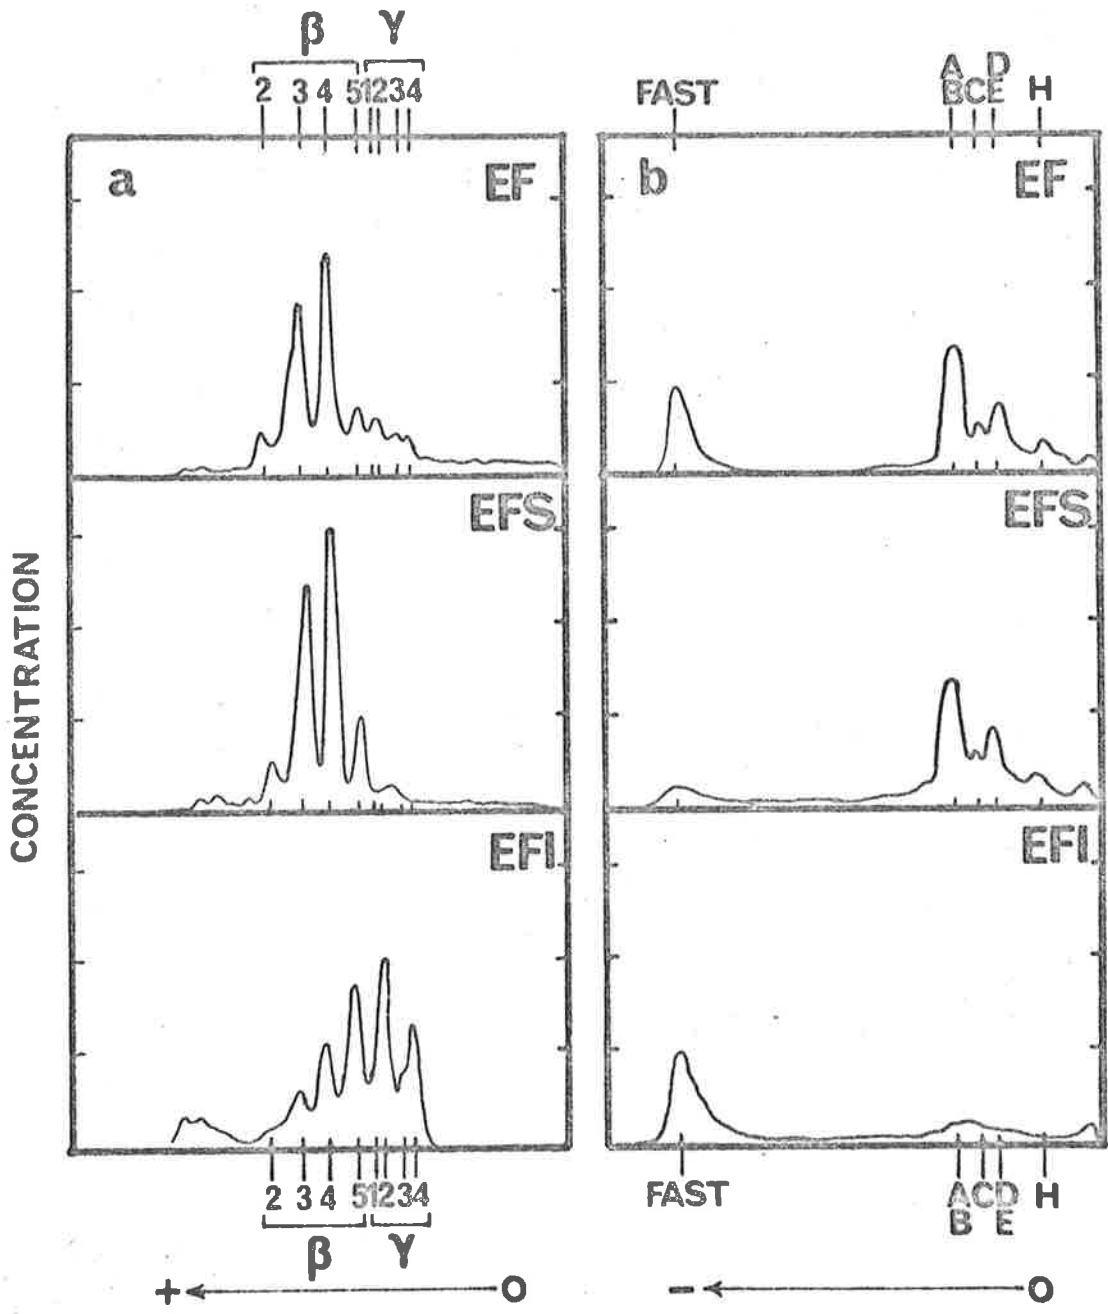 β γ
2 3 4 5 1 2 3 4
FAST A B C D E H
a EF
b EF
EFS
EFS
CONCENTRATION
EFI
EFI
2 3 4 5 1 2 3 4
β γ
FAST A B C D E H
+ O
- O